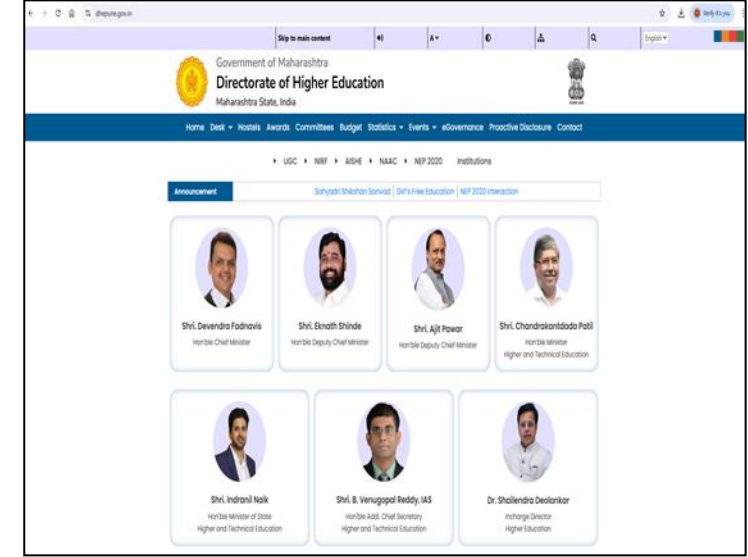 dhepune.gov.in
Verify it's you
Skip to main content A English
Government of Maharashtra
Directorate of Higher Education
Maharashtra State, India
Home Desk Hostels Awards Committees Budget Statistics Events eGovernance Proactive Disclosure Contact
UGC NIRF AISHE NAAC NEP 2020 Institutions
Announcement Sahyadri Shikshan Sanvad | Girl's Free Education | NEP 2020 Interaction
Shri. Devendra Fadnavis
Hon'ble Chief Minister
Shri. Eknath Shinde
Hon'ble Deputy Chief Minister
Shri. Ajit Pawar
Hon'ble Deputy Chief Minister
Shri. Chandrakantdada Patil
Hon'ble Minister
Higher and Technical Education
Shri. Indranil Naik
Hon'ble Minister of State
Higher and Technical Education
Shri. B. Venugopal Reddy, IAS
Hon'ble Addl. Chief Secretary
Higher and Technical Education
Dr. Shailendra Deolankar
Incharge Director
Higher Education